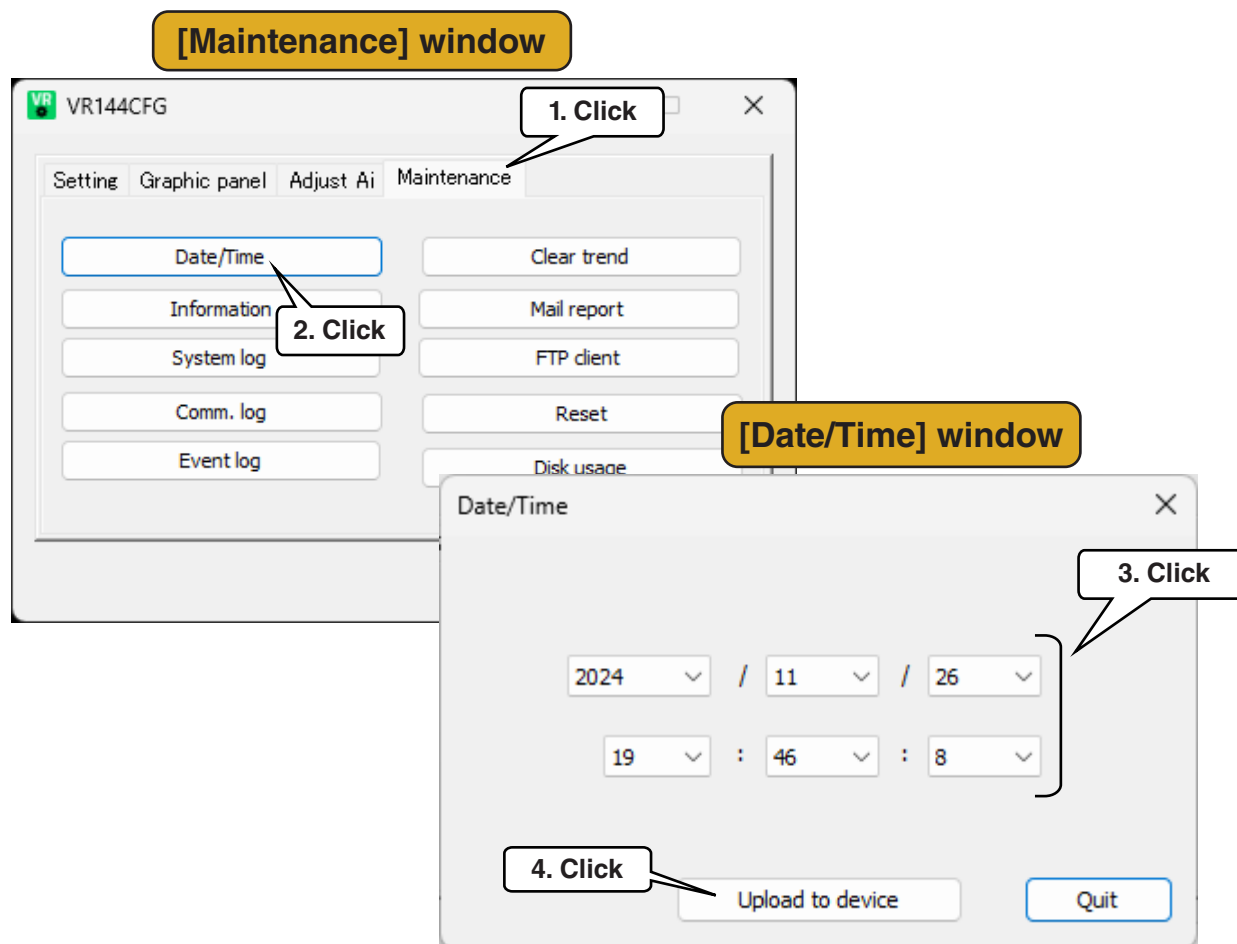 [Maintenance] window
VR
VR144CFG
1. Click
Setting Graphic panel Adjust Ai Maintenance
Date/Time Clear trend
Information Mail report
2. Click
System log FTP client
Comm. log Reset
Event log Disk usage
[Date/Time] window
Date/Time
3. Click
2024 / 11 / 26
19 : 46 : 8
4. Click
Upload to device Quit